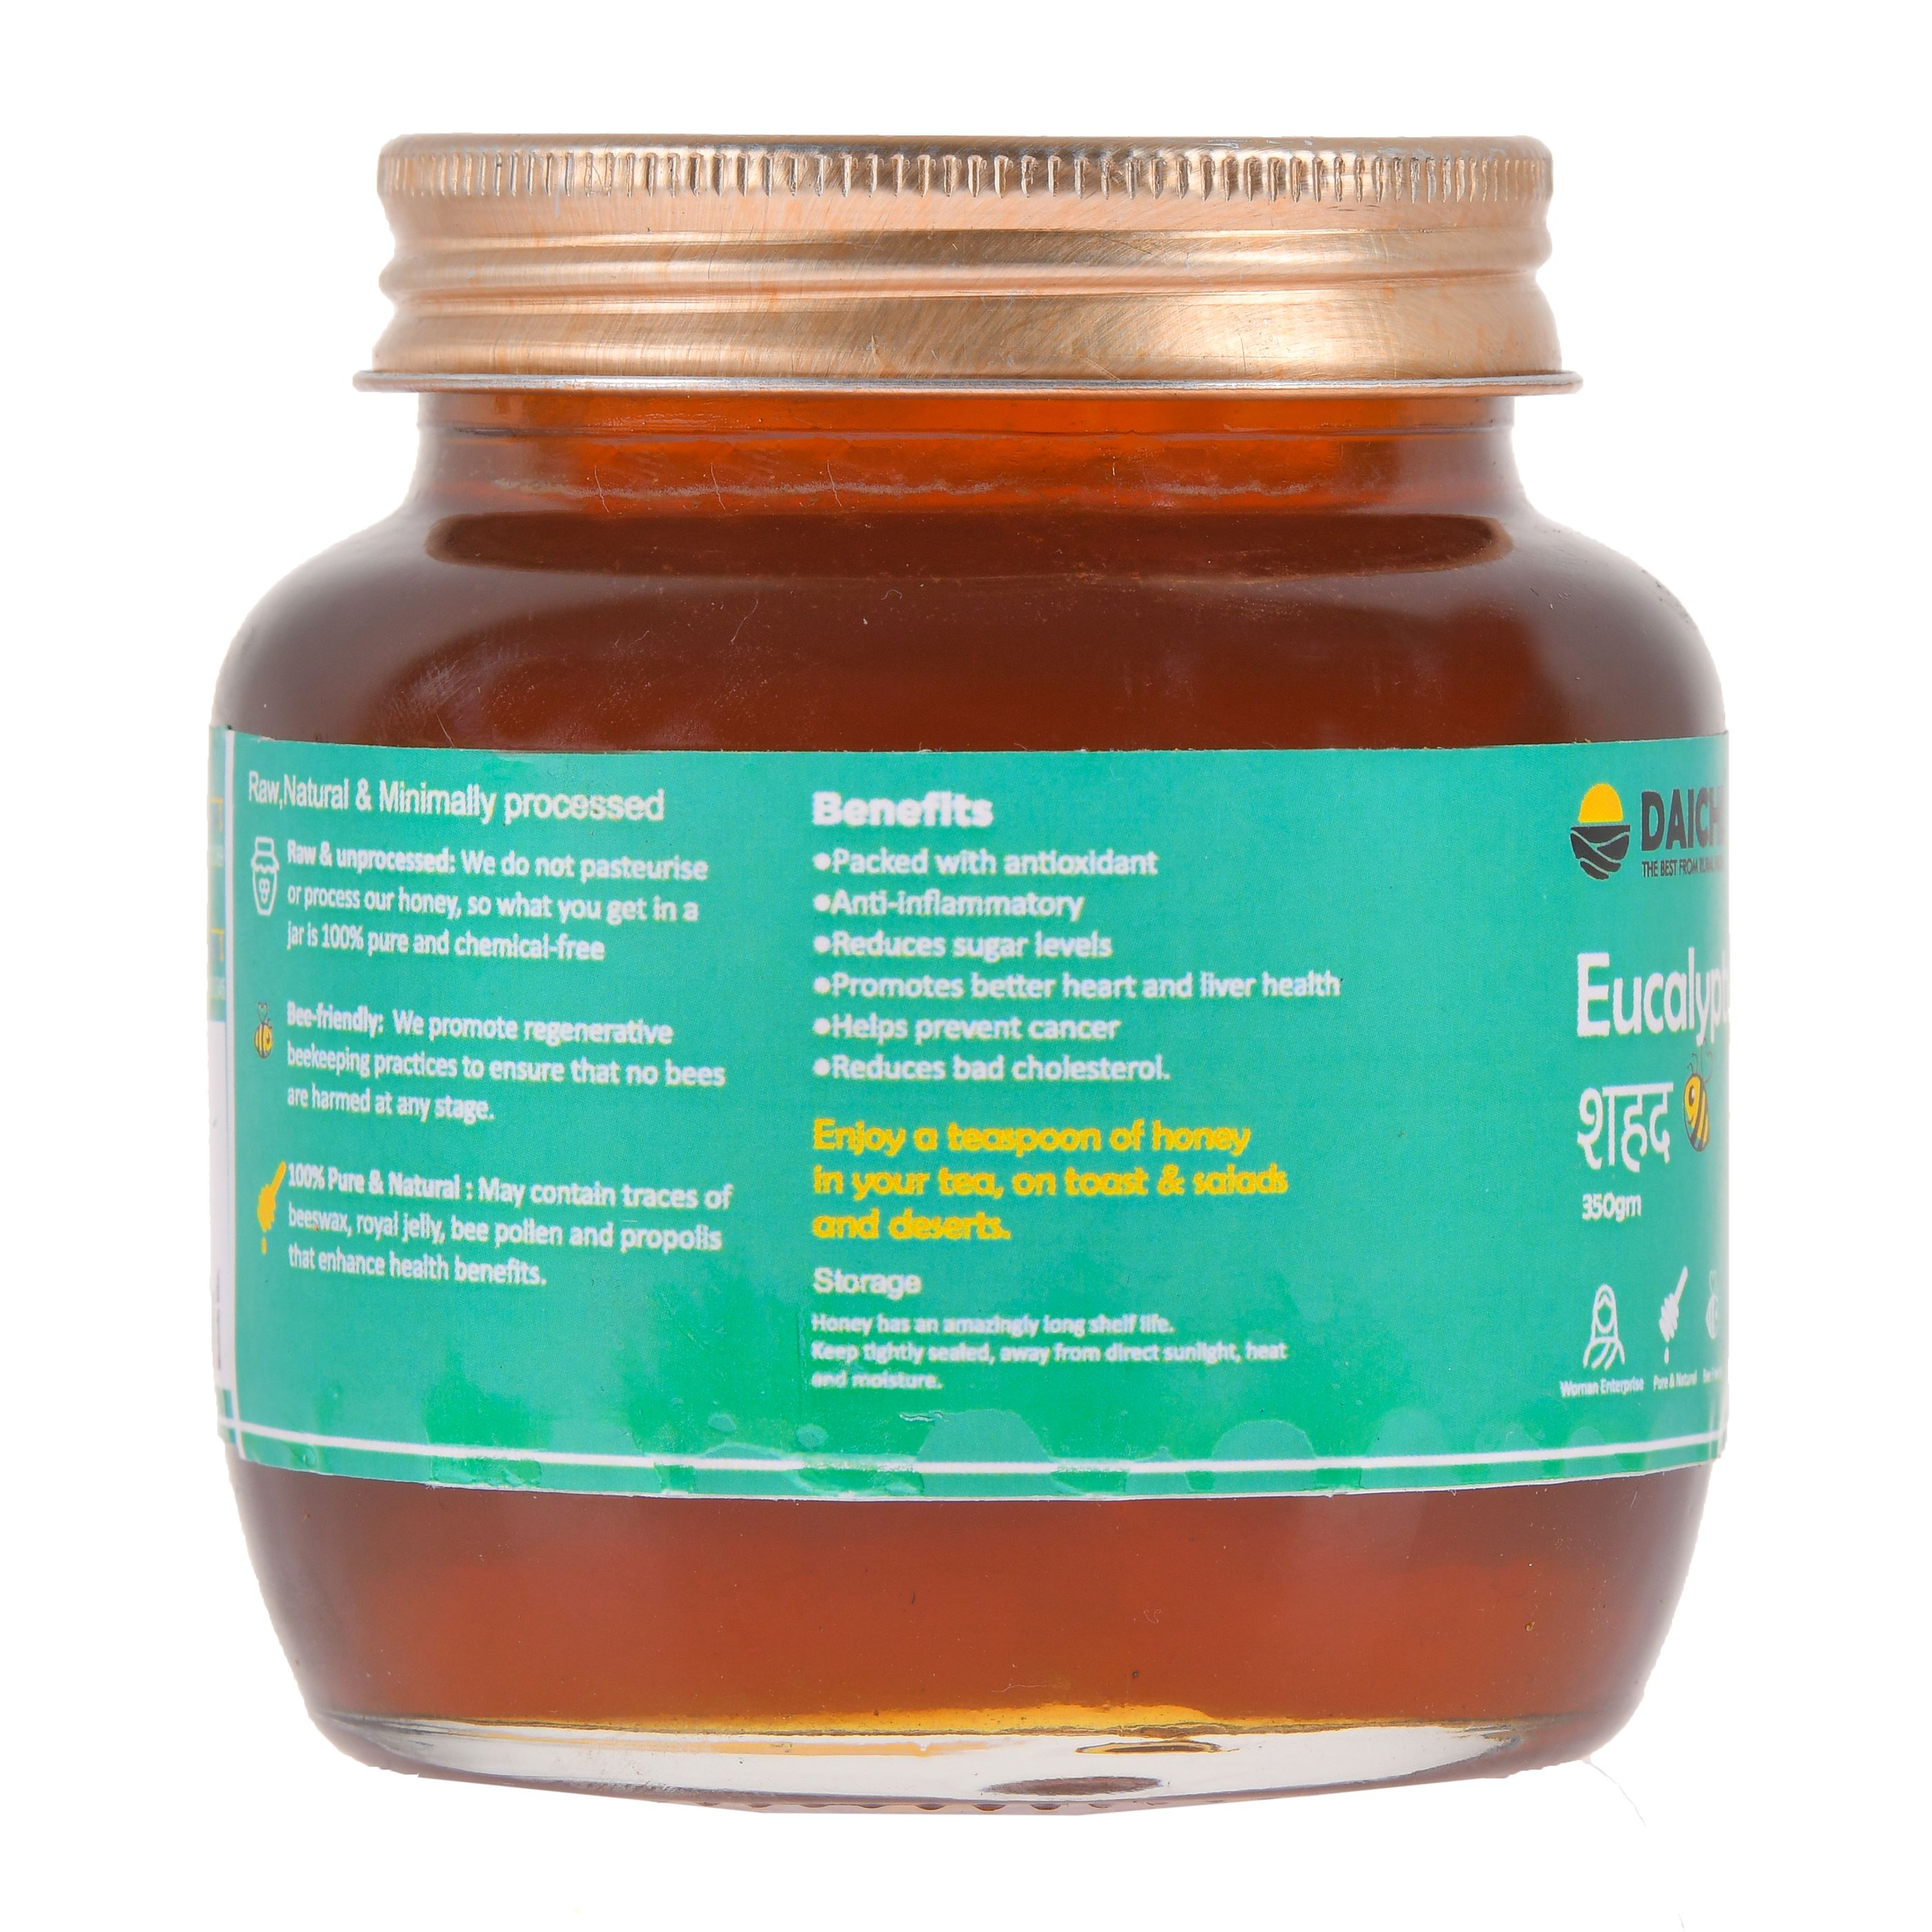 Raw,Natural & Minimally processed
Raw & unprocessed: We do not pasteurise
or process our honey, so what you get in a
jar is 100% pure and chemical-free
Bee-friendly: We promote regenerative
beekeeping practices to ensure that no bees
are harmed at any stage.
100% Pure & Natural : May contain traces of
beeswax, royal jelly, bee pollen and propolis
that enhance health benefits.
Benefits
•Packed with antioxidant
•Anti-inflammatory
•Reduces sugar levels
•Promotes better heart and liver health
•Helps prevent cancer
•Reduces bad cholesterol.
Enjoy a teaspoon of honey
in your tea, on toast & salads
and deserts.
Storage
Honey has an amazingly long shelf life.
Keep tightly sealed, away from direct sunlight, heat
and moisture.
DAICH
THE BEST FROM
Eucalyp
शहद
350gm
Woman Enterprise
Pure & Natural